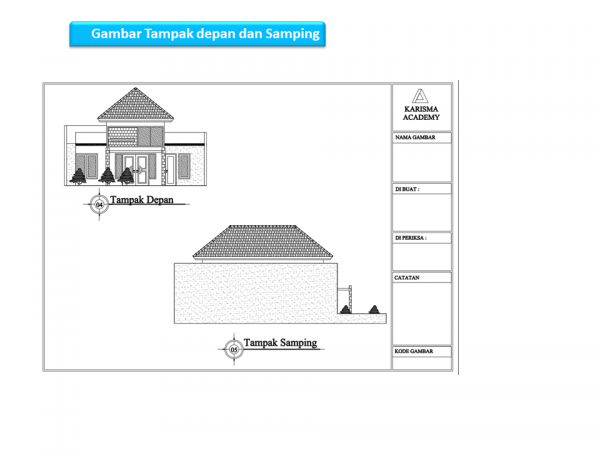 Gambar Tampak depan dan Samping
KARISMA
ACADEMY
NAMA GAMBAR
DI BUAT :
DI PERIKSA :
CATATAN
KODE GAMBAR
04
Tampak Depan
05
Tampak Samping